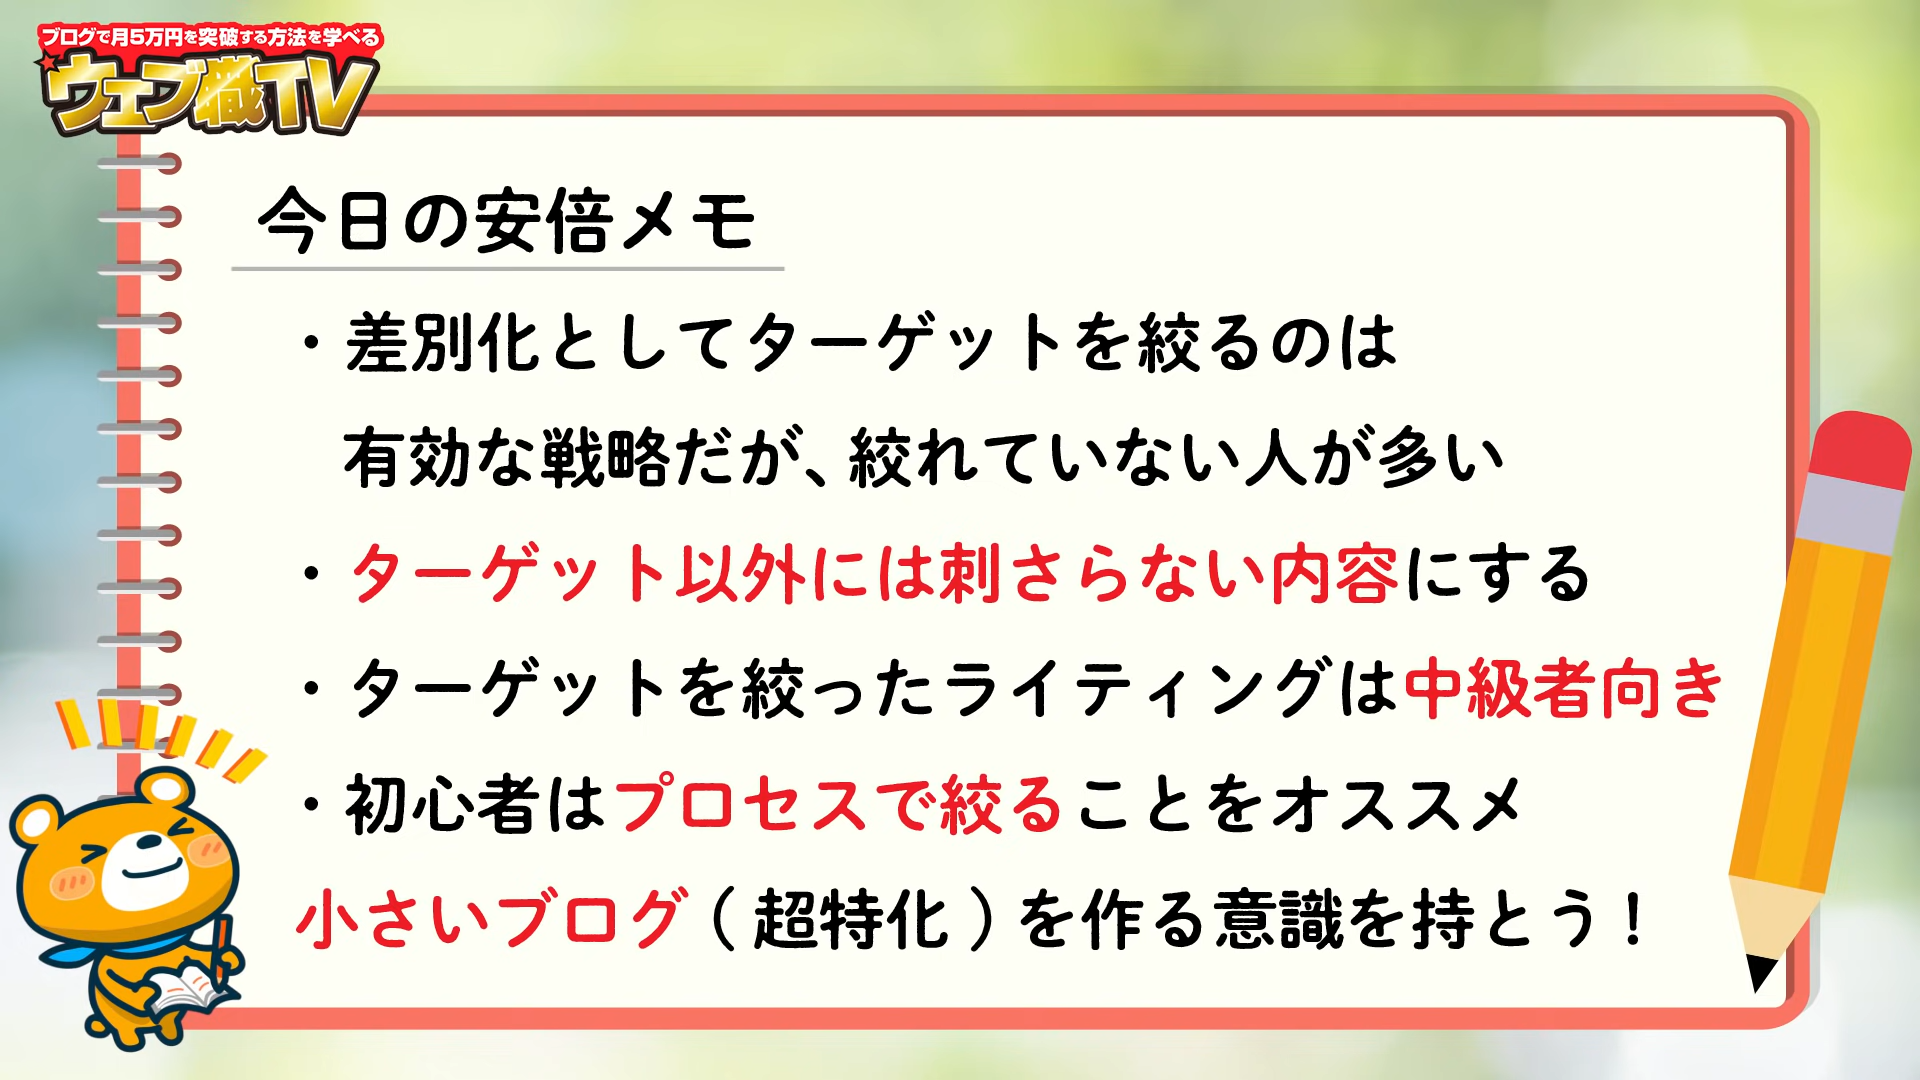 ブログで月5万円を突破する方法を学べる
ウェブ職TV
今日の安倍メモ
・差別化としてターゲットを絞るのは
有効な戦略だが、絞れていない人が多い
・ターゲット以外には刺さらない内容にする
・ターゲットを絞ったライティングは中級者向き
・初心者はプロセスで絞ることをオススメ
小さいブログ(超特化)を作る意識を持とう!